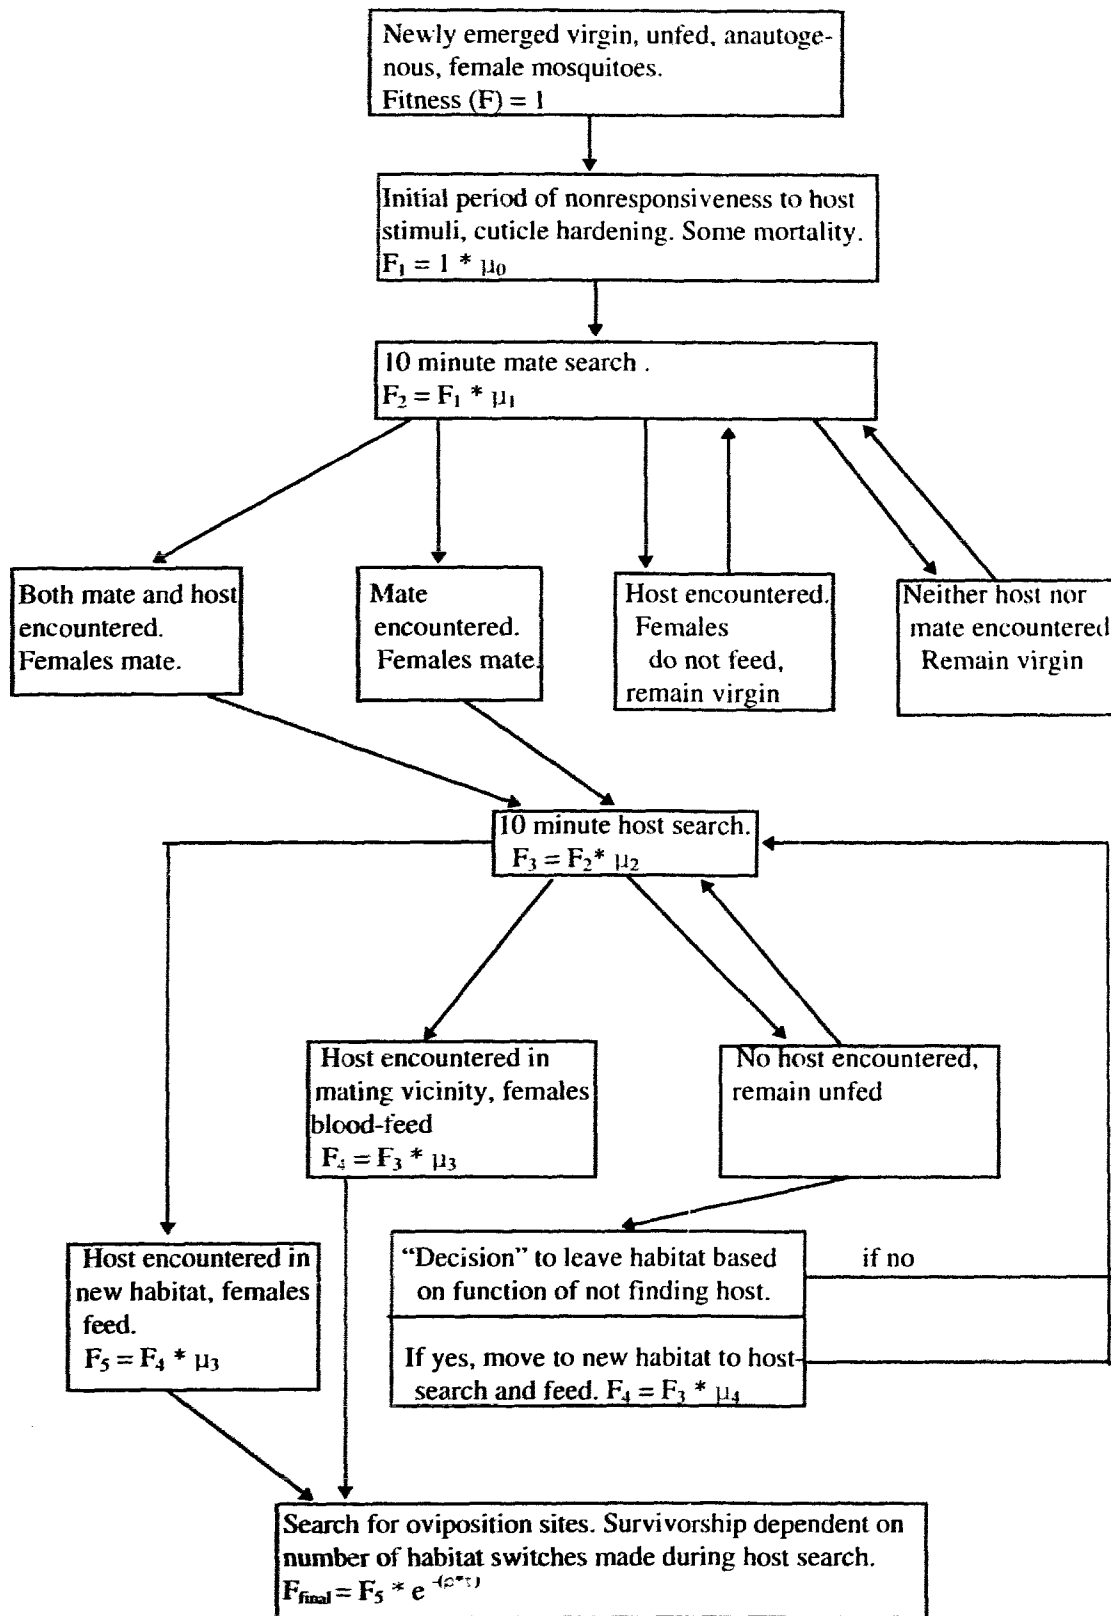 Newly emerged virgin, unfed, anautoge-
nous, female mosquitoes.
Fitness (F) = 1
Initial period of nonresponsiveness to host
stimuli, cuticle hardening. Some mortality.
F₁ = 1 * μ₀
10 minute mate search .
F₂ = F₁ * μ₁
Both mate and host
encountered.
Females mate.
Mate
encountered.
Females mate.
Host encountered.
Females
do not feed,
remain virgin
Neither host nor
mate encountered
Remain virgin
10 minute host search.
F₃ = F₂* μ₂
Host encountered in
mating vicinity, females
blood-feed
F₄ = F₃ * μ₃
No host encountered,
remain unfed
Host encountered in
new habitat, females
feed.
F₅ = F₄ * μ₃
“Decision” to leave habitat based
on function of not finding host.
if no
If yes, move to new habitat to host-
search and feed. F₄ = F₃ * μ₄
Search for oviposition sites. Survivorship dependent on
number of habitat switches made during host search.
F_final = F₅ * e